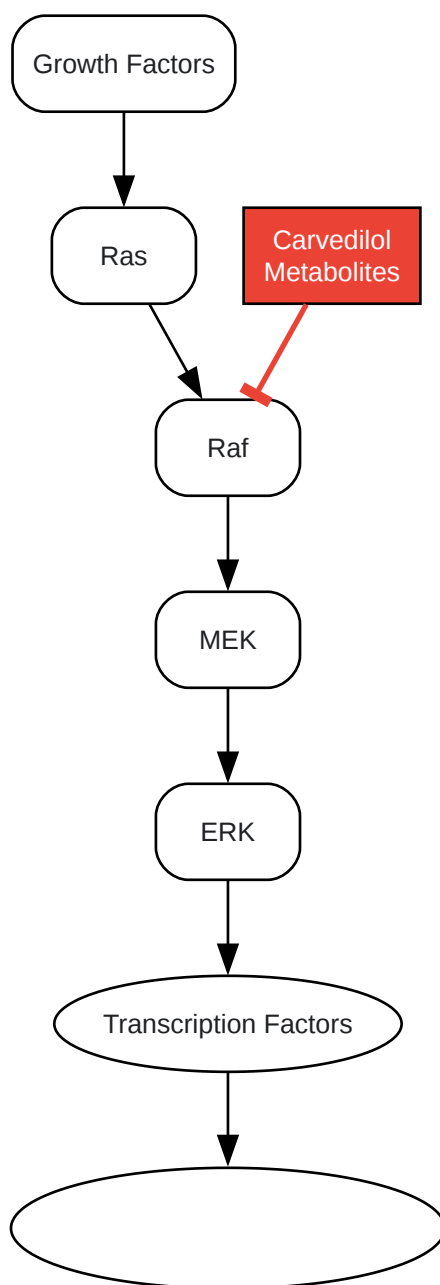 Growth Factors
Ras
Carvedilol
Metabolites
Raf
MEK
ERK
Transcription Factors